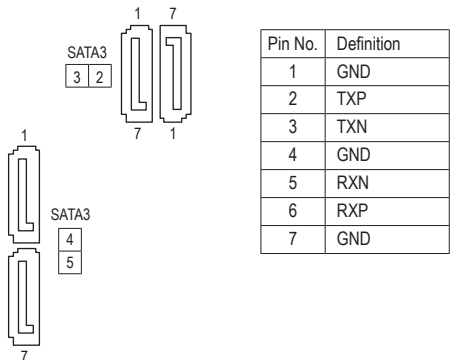 1 7
SATA3
3 2
7 1
1
SATA3
4
5
7
Pin No. Definition
1 GND
2 TXP
3 TXN
4 GND
5 RXN
6 RXP
7 GND